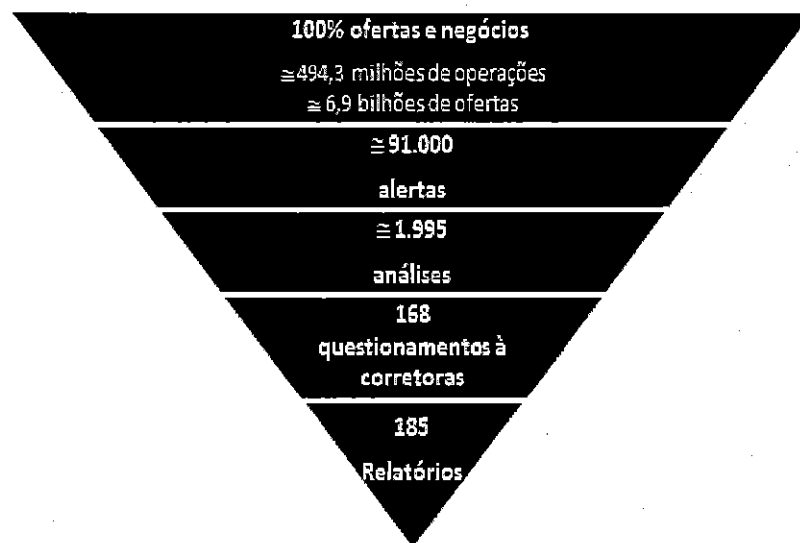 100% ofertas e negócios
≅494,3 milhões de operações
≅ 6,9 bilhões de ofertas
≅ 91.000
alertas
≅ 1.995
análises
168
questionamentos à
corretoras
185
Relatórios